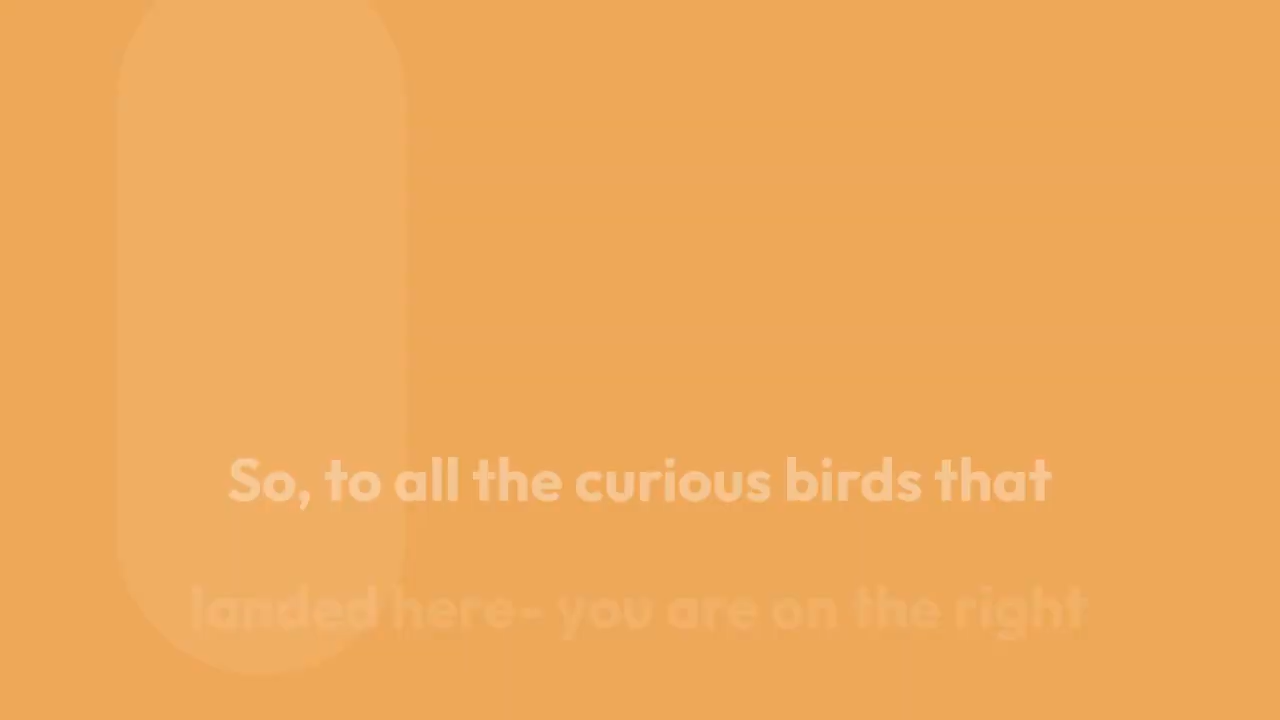 So, to all the curious birds that
landed here- you are on the right